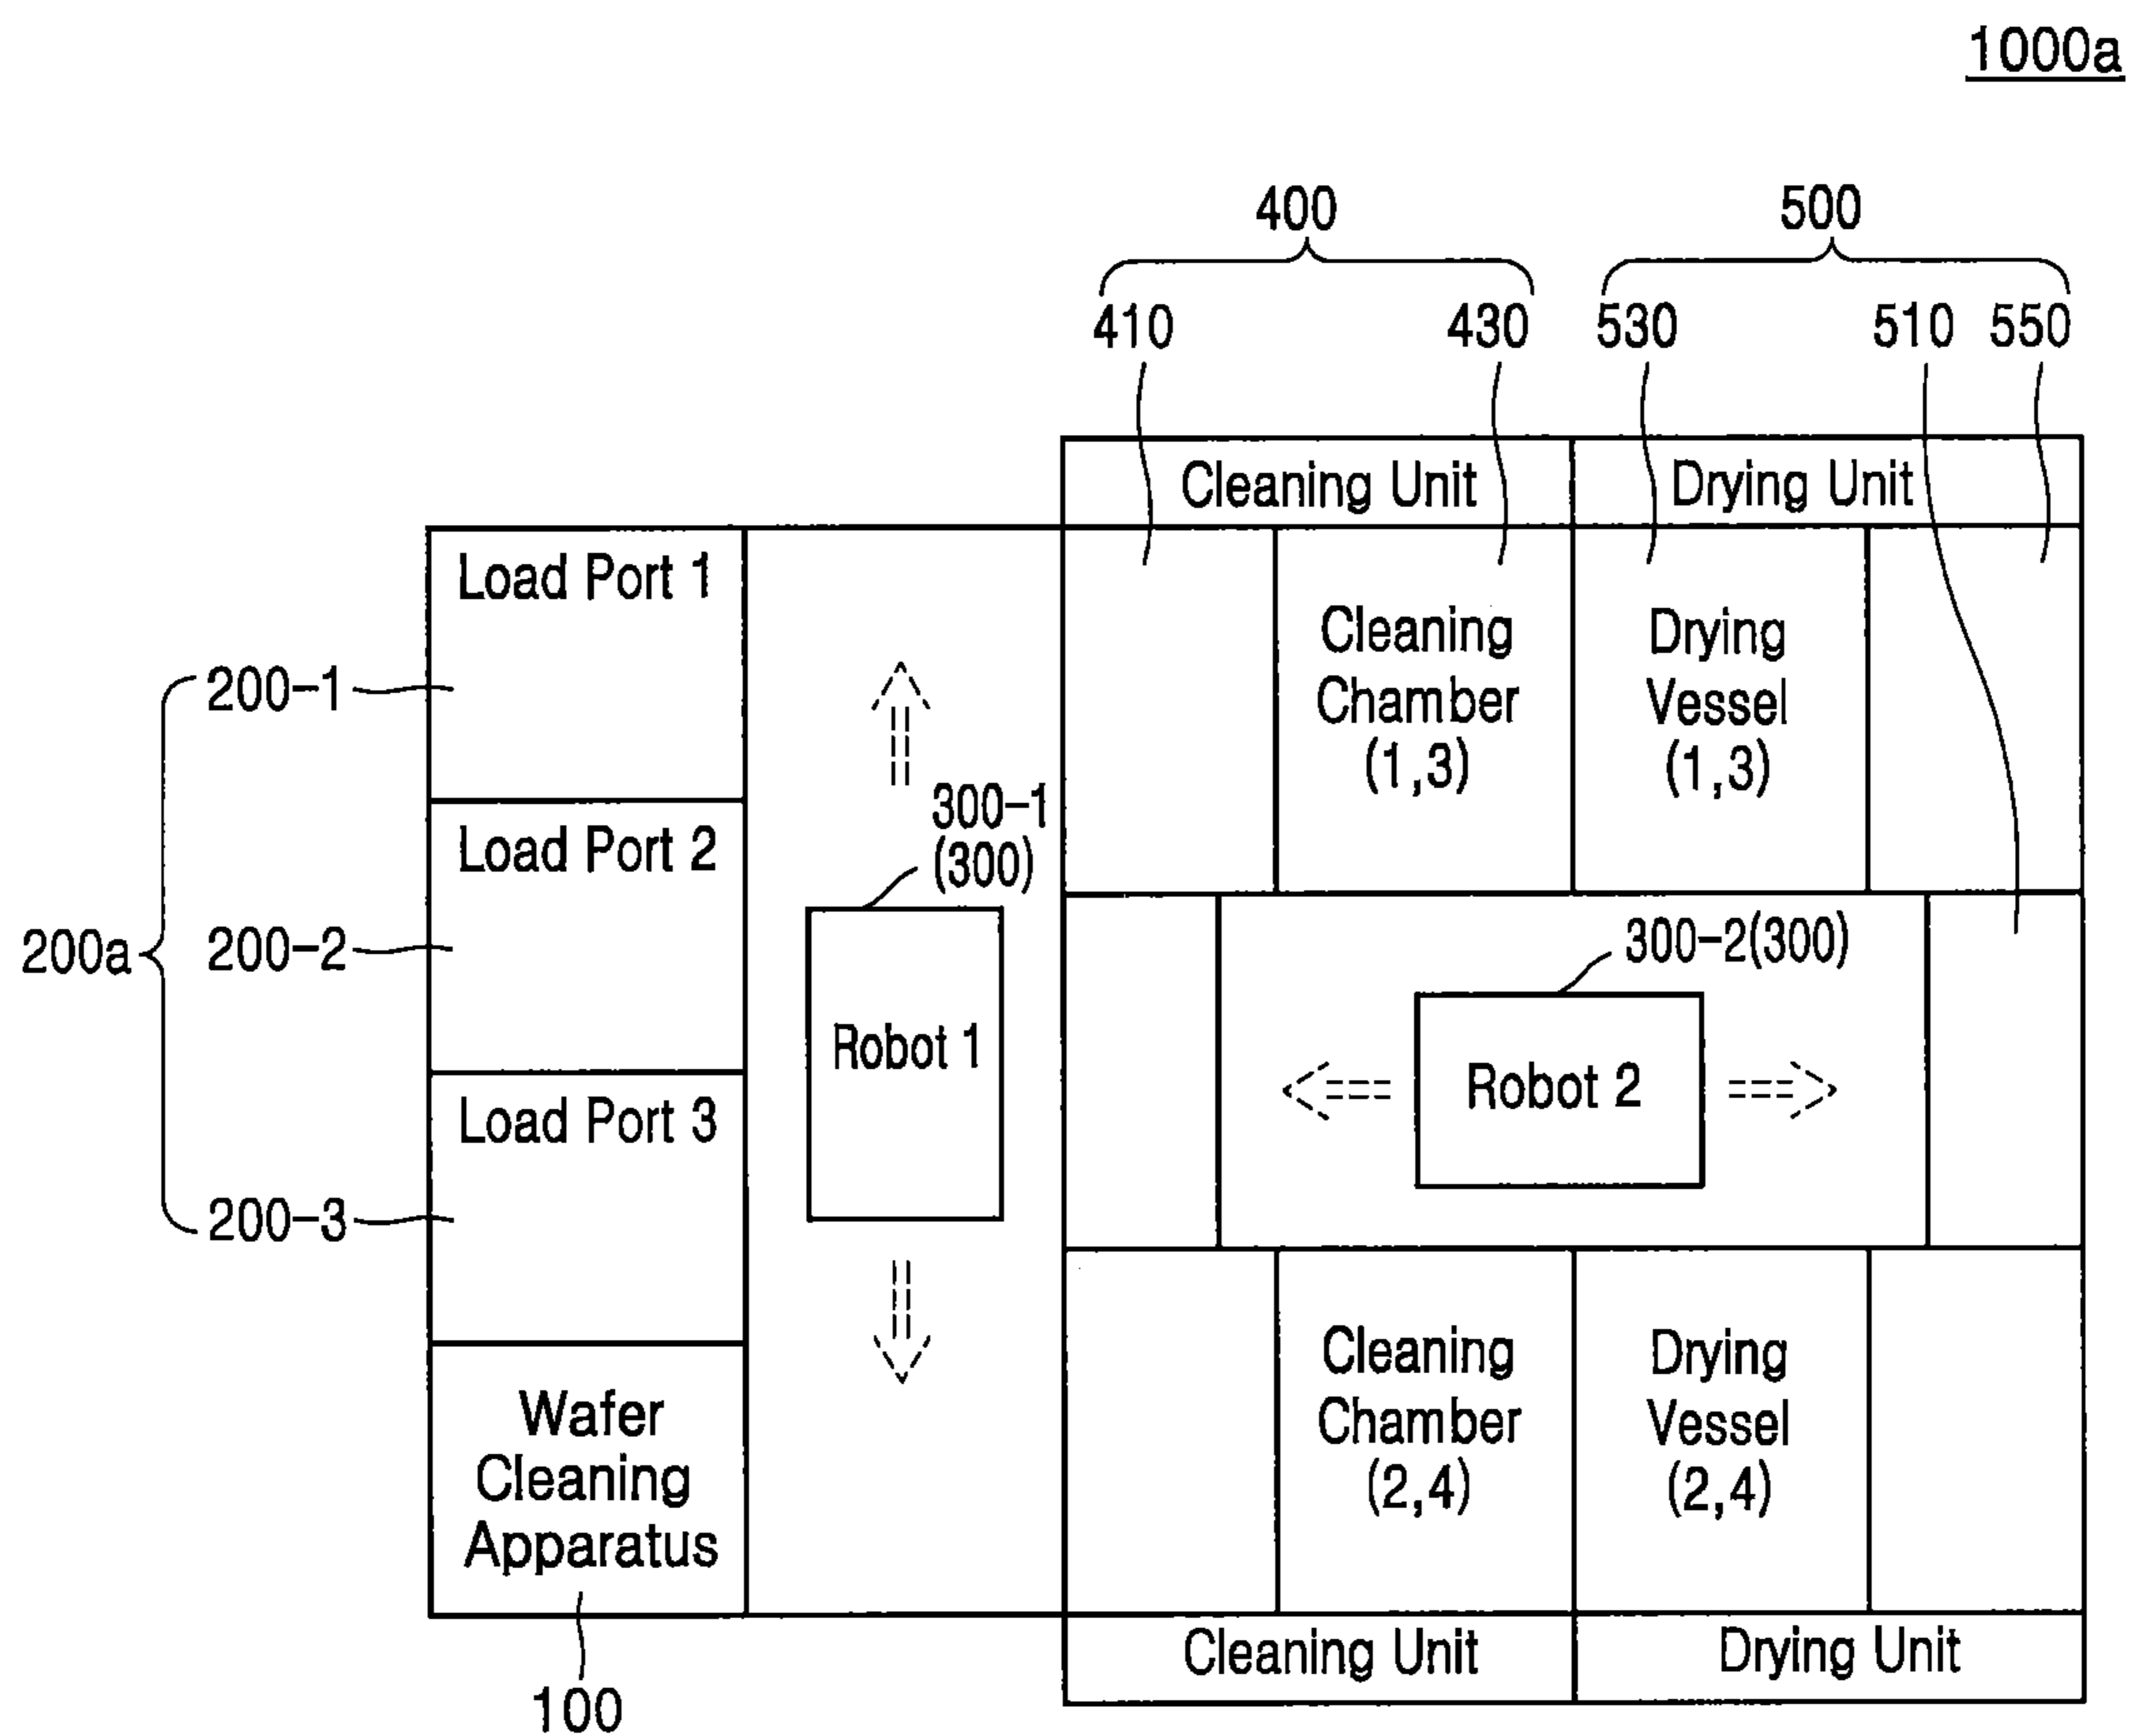 1000a
400
500
410
430
530
510
550
Cleaning Unit
Drying Unit
Load Port 1
200-1
Cleaning
Chamber
(1,3)
Drying
Vessel
(1,3)
300-1
(300)
Load Port 2
200a
200-2
Robot 1
300-2(300)
Robot 2
Load Port 3
200-3
Wafer
Cleaning
Apparatus
100
Cleaning
Chamber
(2,4)
Drying
Vessel
(2,4)
Cleaning Unit
Drying Unit